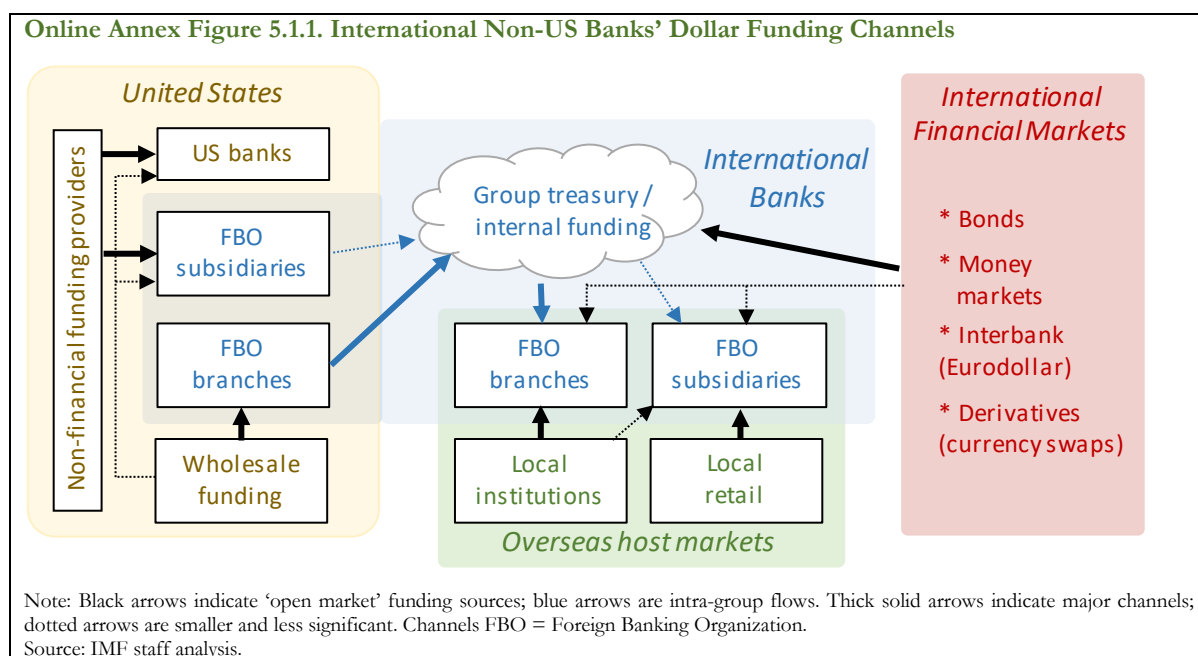 Online Annex Figure 5.1.1. International Non-US Banks’ Dollar Funding Channels
United States
Non-financial funding providers
US banks
FBO
subsidiaries
FBO
branches
Wholesale
funding
International
Banks
Group treasury /
internal funding
FBO
branches
FBO
subsidiaries
Local
institutions
Local
retail
Overseas host markets
International
Financial Markets
* Bonds
* Money
markets
* Interbank
(Eurodollar)
* Derivatives
(currency swaps)
Note: Black arrows indicate ‘open market’ funding sources; blue arrows are intra-group flows. Thick solid arrows indicate major channels;
dotted arrows are smaller and less significant. Channels FBO = Foreign Banking Organization.
Source: IMF staff analysis.